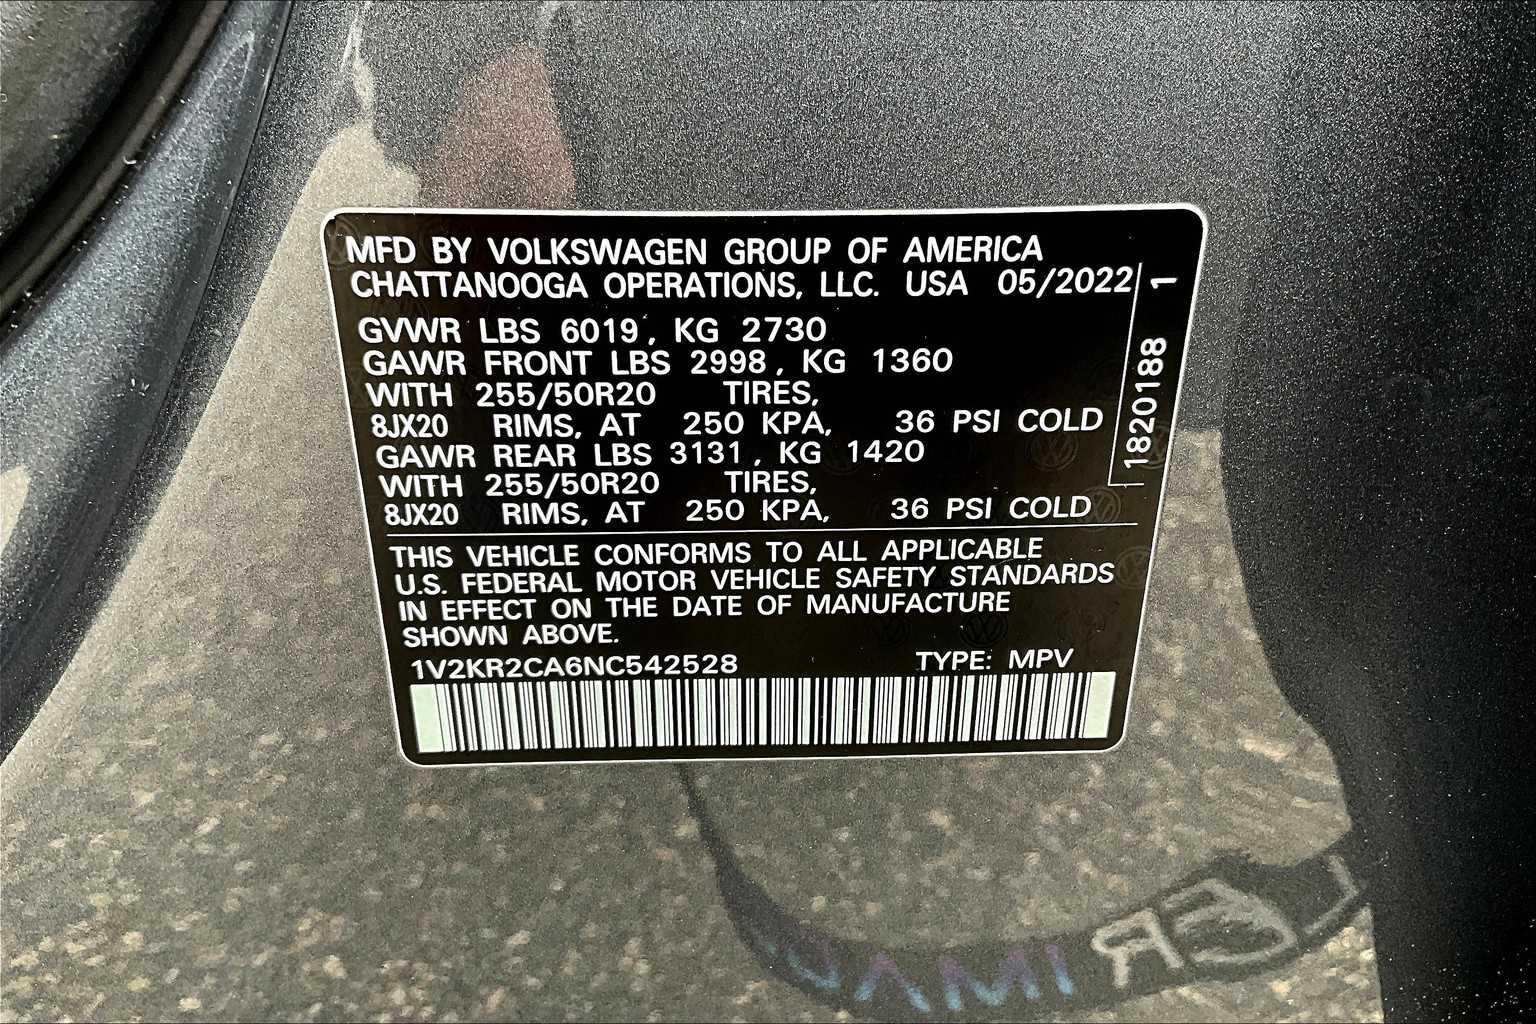 MFD BY VOLKSWAGEN GROUP OF AMERICA
CHATTANOOGA OPERATIONS, LLC. USA 05/2022
GVWR LBS 6019, KG 2730
GAWR FRONT LBS 2998, KG 1360
WITH 255/50R20 TIRES,
8JX20 RIMS, AT 250 KPA, 36 PSI COLD
GAWR REAR LBS 3131, KG 1420
WITH 255/50R20 TIRES,
8JX20 RIMS, AT 250 KPA, 36 PSI COLD
1820188 1
THIS VEHICLE CONFORMS TO ALL APPLICABLE
U.S. FEDERAL MOTOR VEHICLE SAFETY STANDARDS
IN EFFECT ON THE DATE OF MANUFACTURE
SHOWN ABOVE.
1V2KR2CA6NC542528 TYPE: MPV